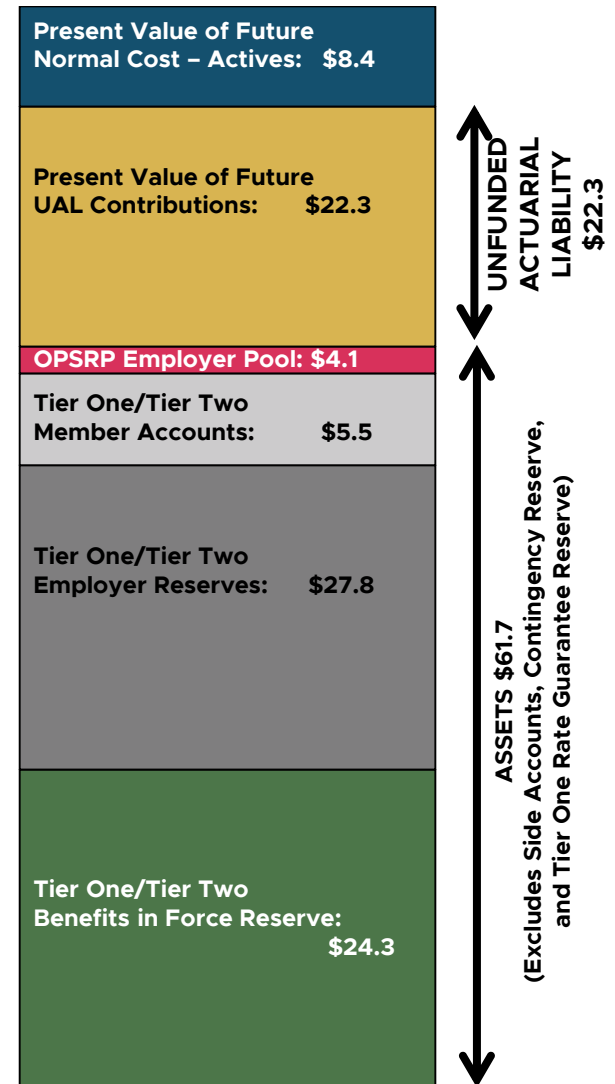 Present Value of Future
Normal Cost – Actives: $8.4
Present Value of Future
UAL Contributions: $22.3
UNFUNDED
ACTUARIAL
LIABILITY
$22.3
OPSRP Employer Pool: $4.1
Tier One/Tier Two
Member Accounts: $5.5
Tier One/Tier Two
Employer Reserves: $27.8
Tier One/Tier Two
Benefits in Force Reserve:
$24.3
ASSETS $61.7
(Excludes Side Accounts, Contingency Reserve,
and Tier One Rate Guarantee Reserve)